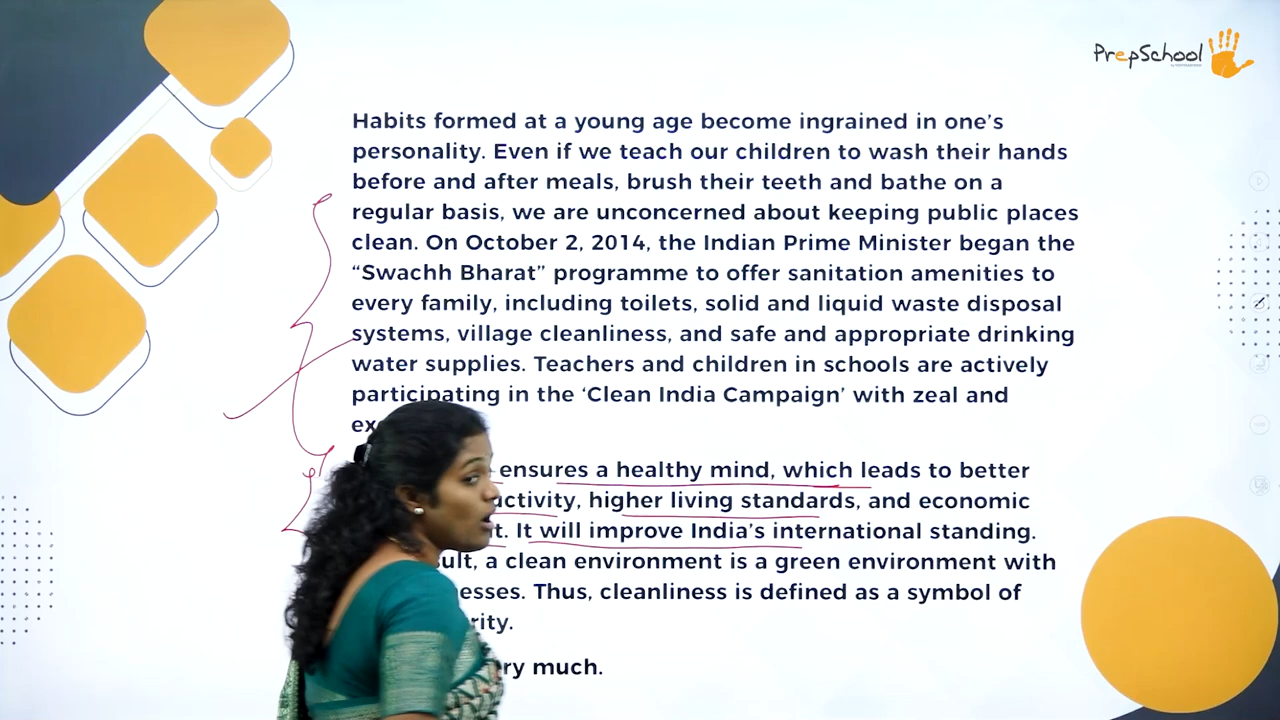 PrepSchool
Habits formed at a young age become ingrained in one's
personality. Even if we teach our children to wash their hands
before and after meals, brush their teeth and bathe on a
regular basis, we are unconcerned about keeping public places
clean. On October 2, 2014, the Indian Prime Minister began the
“Swachh Bharat” programme to offer sanitation amenities to
every family, including toilets, solid and liquid waste disposal
systems, village cleanliness, and safe and appropriate drinking
water supplies. Teachers and children in schools are actively
participating in the ‘Clean India Campaign’ with zeal and
ensures a healthy mind, which leads to better
higher living standards, and economic
It will improve India's international standing.
a clean environment is a green environment with
Thus, cleanliness is defined as a symbol of
much.